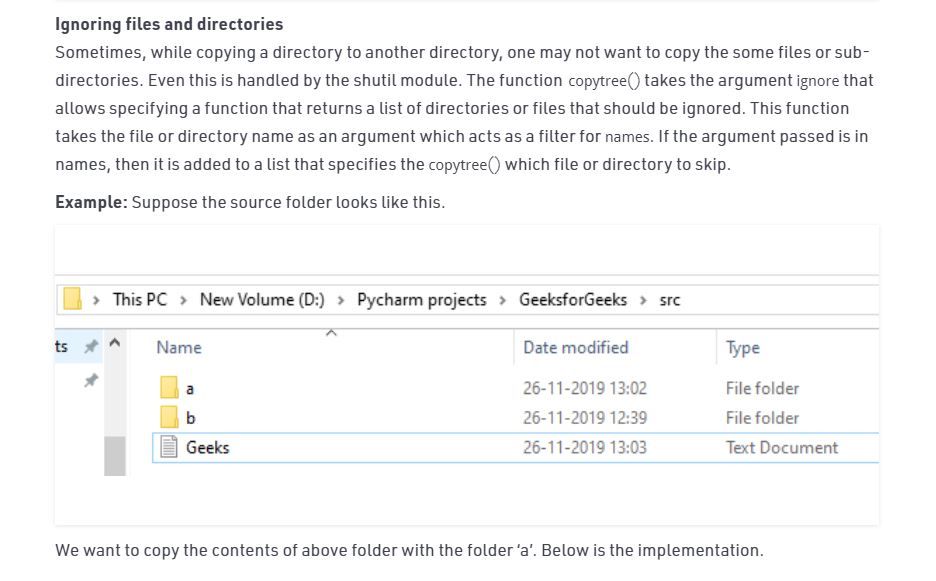 Ignoring files and directories
Sometimes, while copying a directory to another directory, one may not want to copy the some files or sub-
directories. Even this is handled by the shutil module. The function copytree() takes the argument ignore that
allows specifying a function that returns a list of directories or files that should be ignored. This function
takes the file or directory name as an argument which acts as a filter for names. If the argument passed is in
names, then it is added to a list that specifies the copytree() which file or directory to skip.
Example: Suppose the source folder looks like this.
› This PC › New Volume (D:) › Pycharm projects › GeeksforGeeks › src
ts Name Date modified Type
a 26-11-2019 13:02 File folder
b 26-11-2019 12:39 File folder
Geeks 26-11-2019 13:03 Text Document
We want to copy the contents of above folder with the folder ‘a’. Below is the implementation.